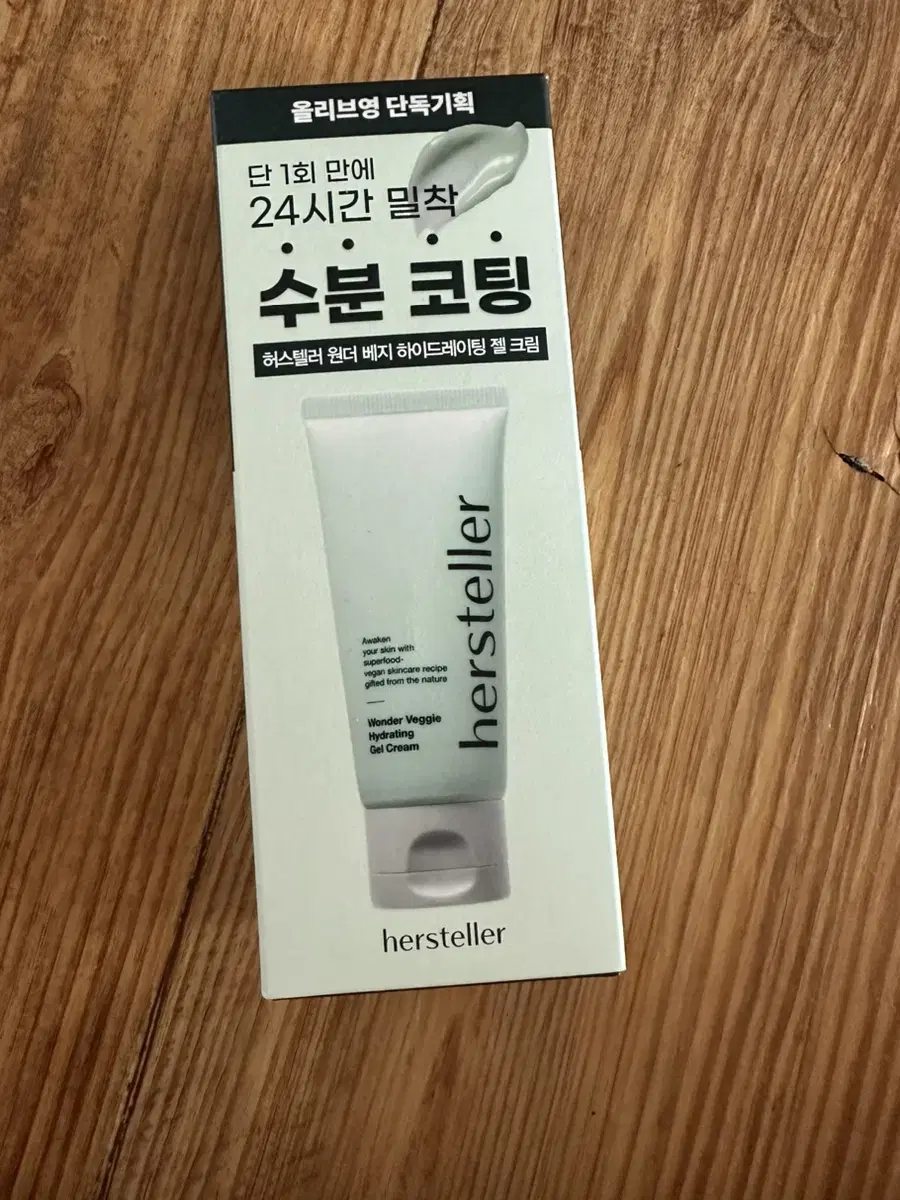 올리브영 단독기획
단 1회 만에
24시간 밀착
수분 코팅
허스텔러 원더 베지 하이드레이팅 젤 크림
hersteller
Awaken
your skin with
superfood-
vegan skincare recipe
gifted from the nature
Wonder Veggie
Hydrating
Gel Cream
hersteller